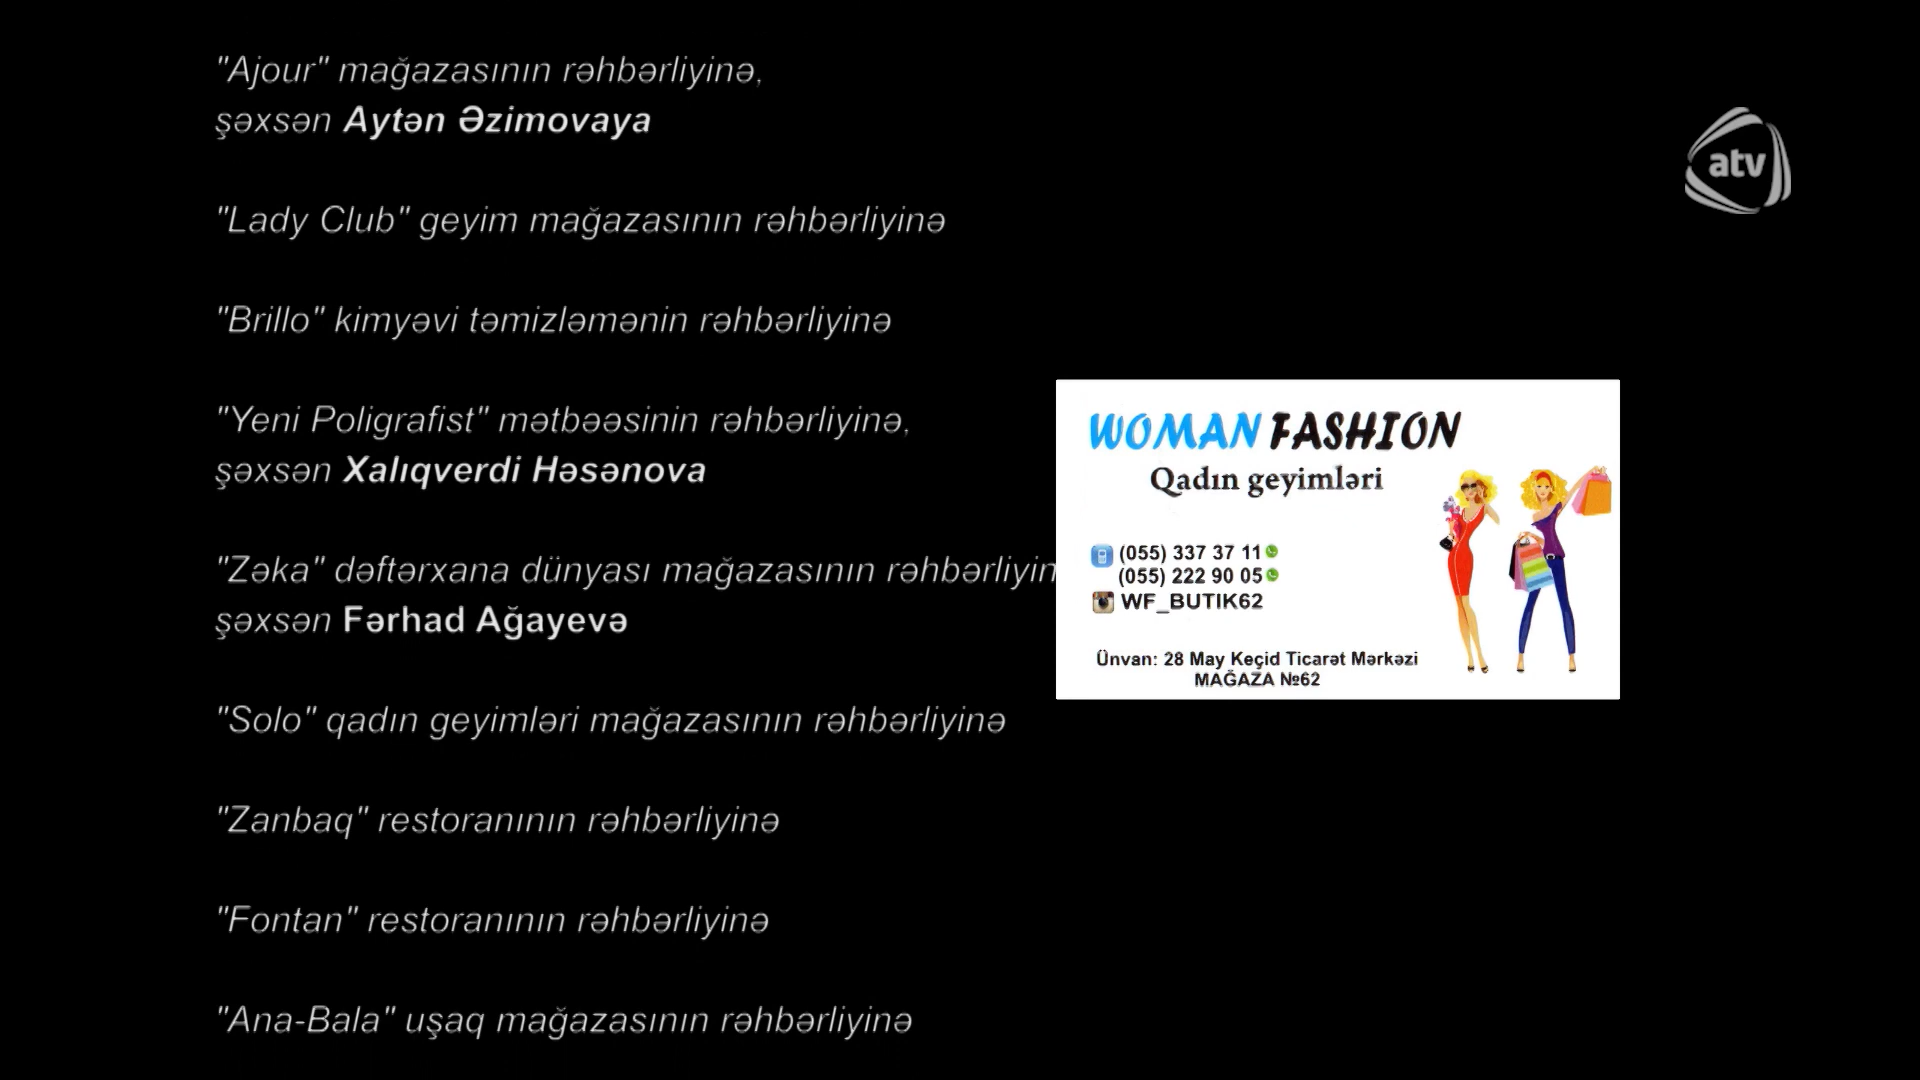 "Ajour" mağazasının rəhbərliyinə,
şəxsən Aytən Əzimovaya
"Lady Club" geyim mağazasının rəhbərliyinə
"Brillo" kimyəvi təmizləmənin rəhbərliyinə
"Yeni Poligrafist" mətbəəsinin rəhbərliyinə,
şəxsən Xalıqverdi Həsənova
"Zəka" dəftərxana dünyası mağazasının rəhbərliyin
şəxsən Fərhad Ağayevə
"Solo" qadın geyimləri mağazasının rəhbərliyinə
"Zanbaq" restoranının rəhbərliyinə
"Fontan" restoranının rəhbərliyinə
"Ana-Bala" uşaq mağazasının rəhbərliyinə
atv
WOMAN FASHION
Qadın geyimləri
(055) 337 37 11
(055) 222 90 05
WF_BUTIK62
Ünvan: 28 May Keçid Ticarət Mərkəzi
MAĞAZA №62